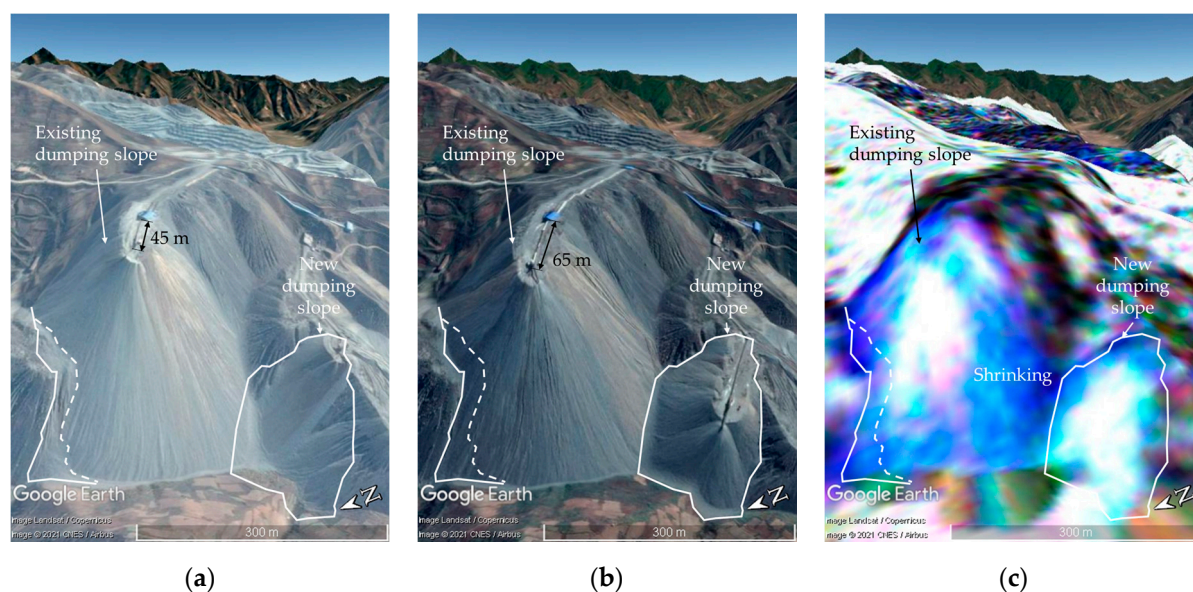 Existing
dumping slope
45 m
New
dumping
slope
Google Earth
Image Landsat / Copernicus
Image © 2021 CNES / Airbus
300 m
N
(a)
Existing
dumping slope
65 m
New
dumping
slope
Google Earth
Image Landsat / Copernicus
Image © 2021 CNES / Airbus
300 m
N
(b)
Existing
dumping slope
New
dumping
slope
Shrinking
Google Earth
Image Landsat / Copernicus
Image © 2021 CNES / Airbus
300 m
N
(c)